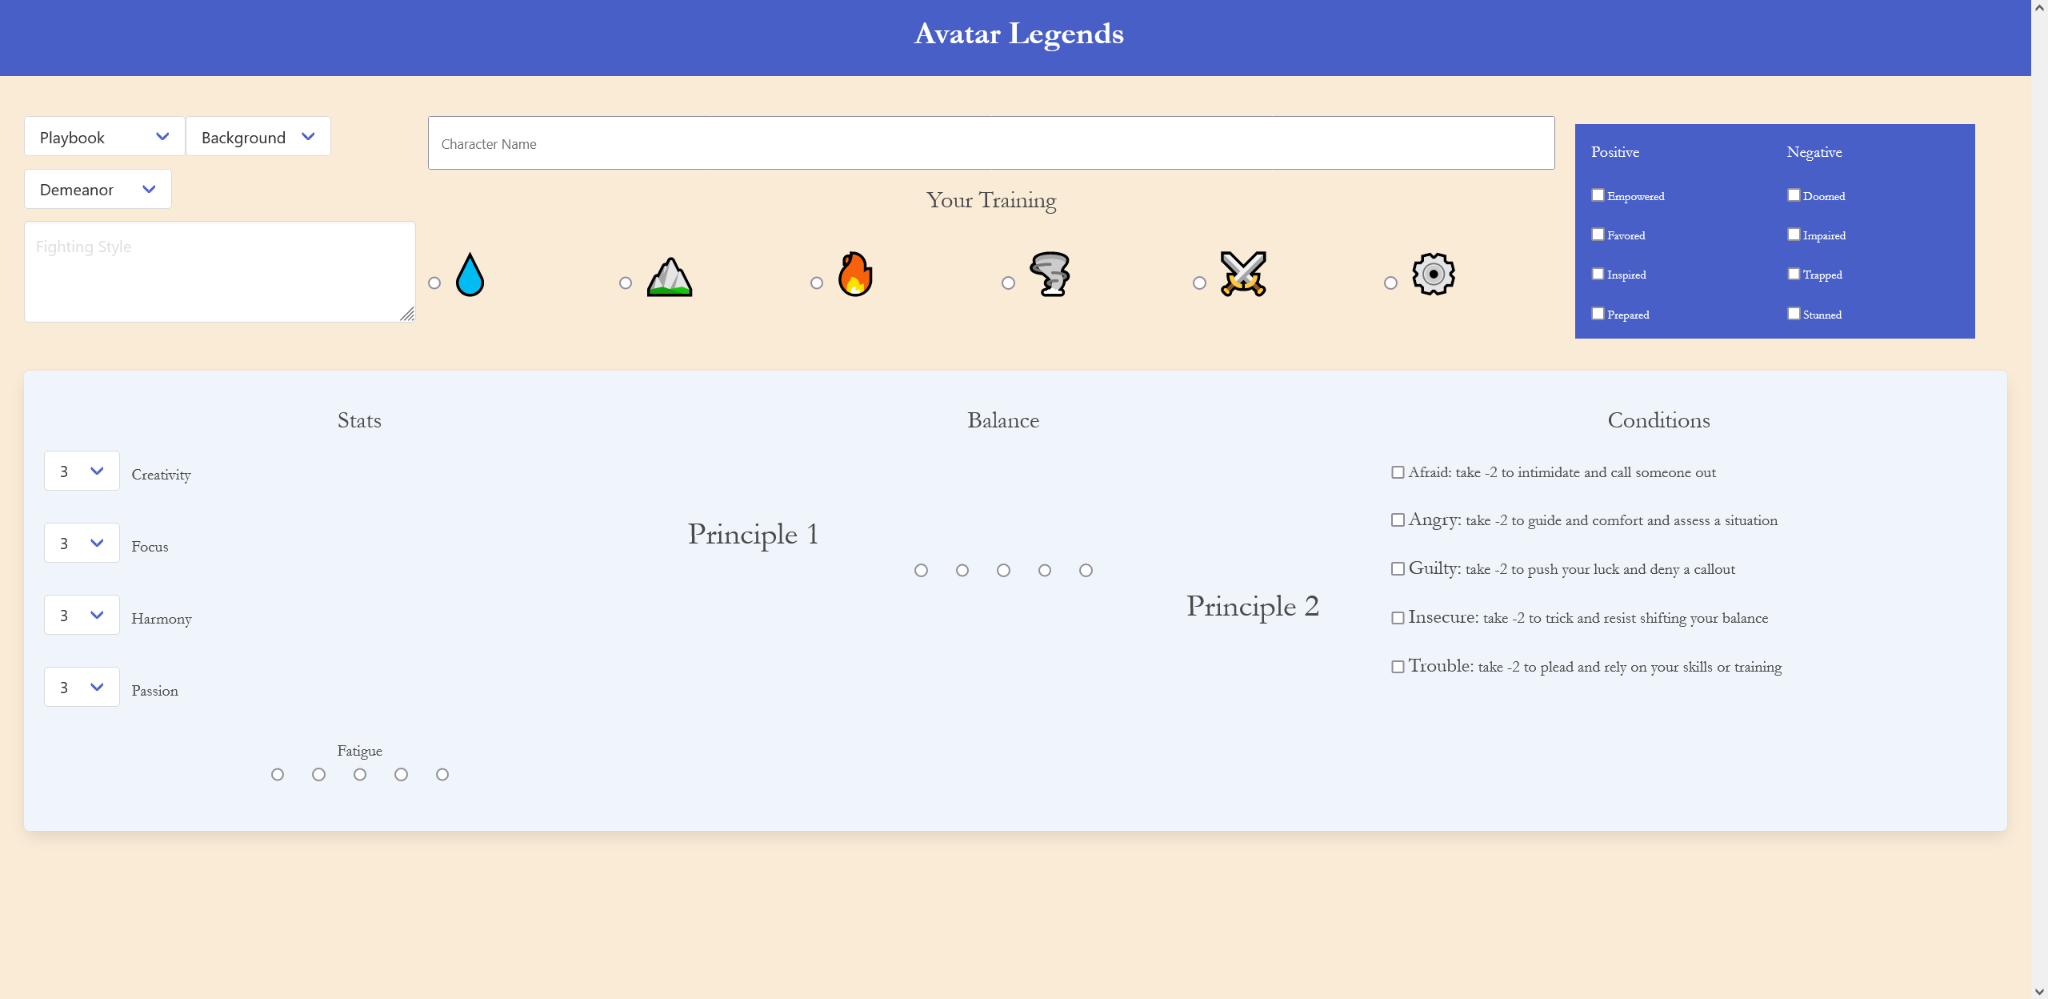 Avatar Legends
Playbook
Background
Demeanor
Fighting Style
Character Name
Your Training
Positive
Negative
Empowered
Doomed
Favored
Impaired
Inspired
Trapped
Prepared
Stunned
Stats
3
Creativity
3
Focus
3
Harmony
3
Passion
Fatigue
Balance
Principle 1
Principle 2
Conditions
Afraid: take -2 to intimidate and call someone out
Angry: take -2 to guide and comfort and assess a situation
Guilty: take -2 to push your luck and deny a callout
Insecure: take -2 to trick and resist shifting your balance
Trouble: take -2 to plead and rely on your skills or training